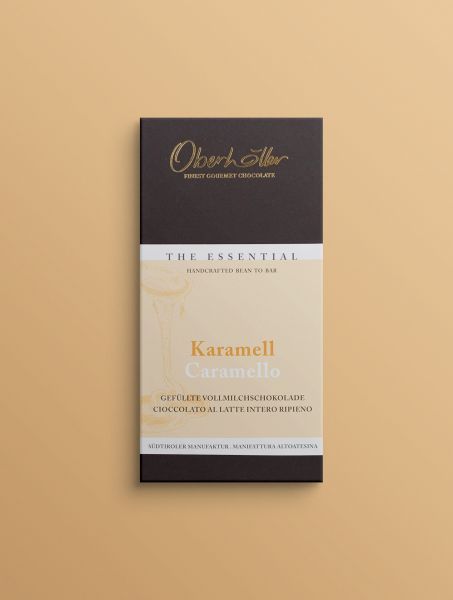 Oberhöller
FINEST GOURMET CHOCOLATE
THE ESSENTIAL
HANDCRAFTED BEAN TO BAR
Karamell
Caramello
GEFÜLLTE VOLLMILCHSCHOKOLADE
CIOCCOLATO AL LATTE INTERO RIPIENO
SÜDTIROLER MANUFAKTUR . MANIFATTURA ALTOATESINA